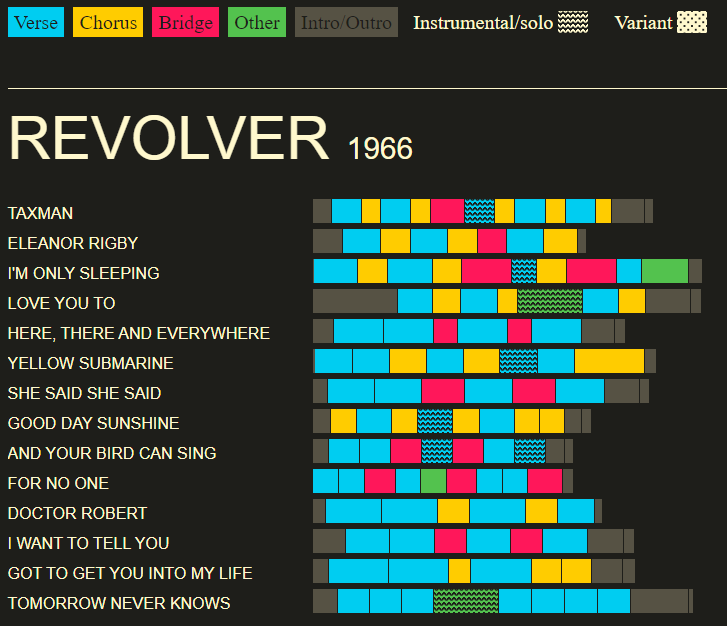 Verse Chorus Bridge Other Intro/Outro Instrumental/solo Variant
REVOLVER 1966
TAXMAN
ELEANOR RIGBY
I'M ONLY SLEEPING
LOVE YOU TO
HERE, THERE AND EVERYWHERE
YELLOW SUBMARINE
SHE SAID SHE SAID
GOOD DAY SUNSHINE
AND YOUR BIRD CAN SING
FOR NO ONE
DOCTOR ROBERT
I WANT TO TELL YOU
GOT TO GET YOU INTO MY LIFE
TOMORROW NEVER KNOWS